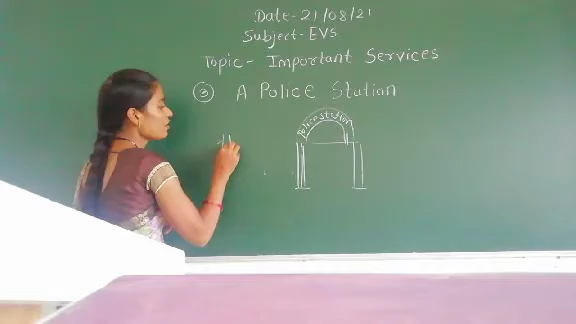 Date-21/08/21
Subject-EVS
Topic- Important Services
③ A Police Station
Police station